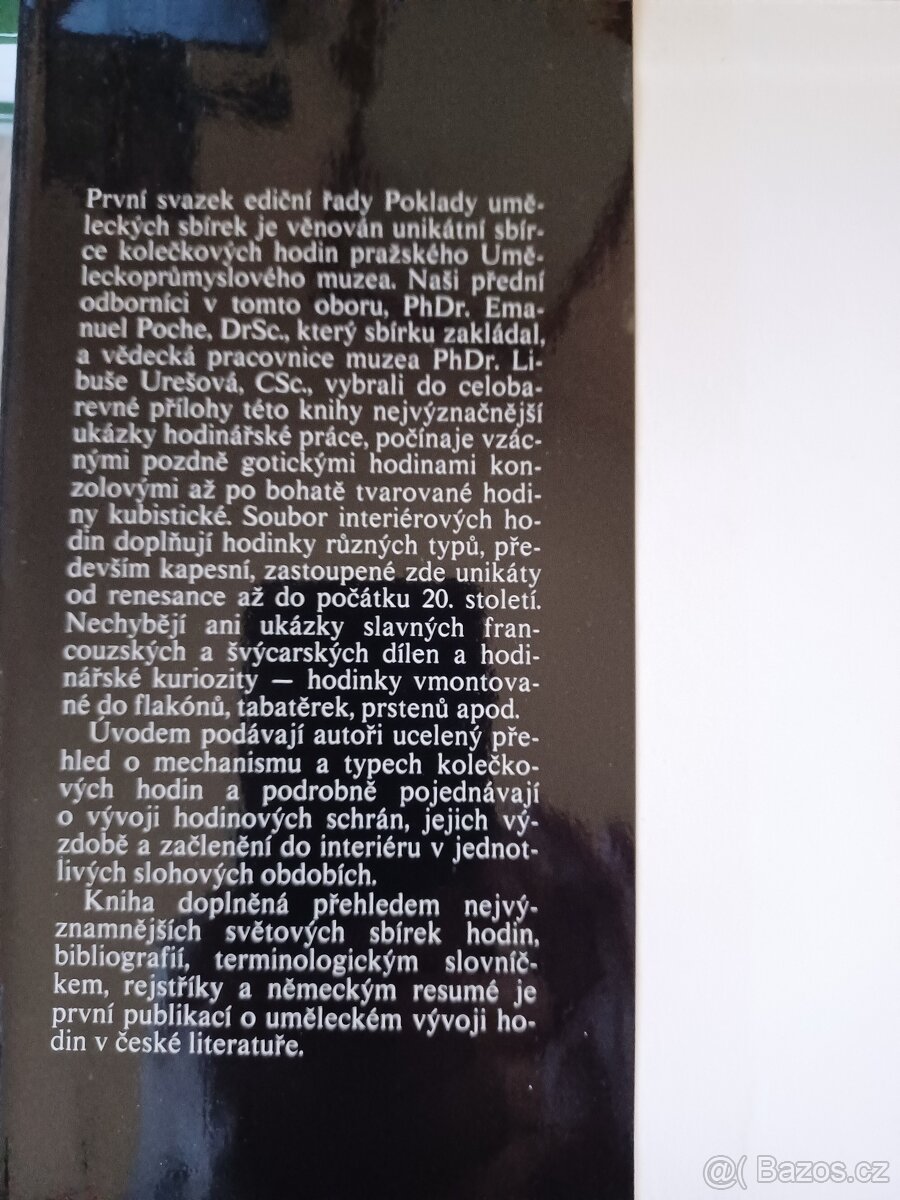 První svazek ediční řady Poklady umě-
leckých sbírek je věnován unikátní sbír-
ce kolečkových hodin pražského Umě-
leckoprůmyslového muzea. Naši přední
odborníci v tomto oboru, PhDr. Ema-
nuel Poche, DrSc., který sbírku zakládal,
a vědecká pracovnice muzea PhDr. Li-
buše Urešová, CSc., vybrali do celoba-
revné přílohy této knihy nejvýznačnější
ukázky hodinářské práce, počínaje vzác-
nými pozdně gotickými hodinami kon-
zolovými až po bohatě tvarované hodi-
ny kubistické. Soubor interiérových ho-
din doplňují hodinky různých typů, pře-
devším kapesní, zastoupené zde unikáty
od renesance až do počátku 20. století.
Nechybějí ani ukázky slavných fran-
couzských a švýcarských dílen a hodi-
nářské kuriozity — hodinky vmontova-
né do flakónů, tabatěrek, prstenů apod.
Úvodem podávají autoři ucelený pře-
hled o mechanismu a typech kolečko-
vých hodin a podrobně pojednávají
o vývoji hodinových schrán, jejich vý-
zdobě a začlenění do interiéru v jednot-
livých slohových obdobích.
Kniha doplněná přehledem nejvý-
znamnějších světových sbírek hodin,
bibliografií, terminologickým slovníč-
kem, rejstříky a německým resumé je
první publikací o uměleckém vývoji ho-
din v české literatuře.
@( Bazos.cz